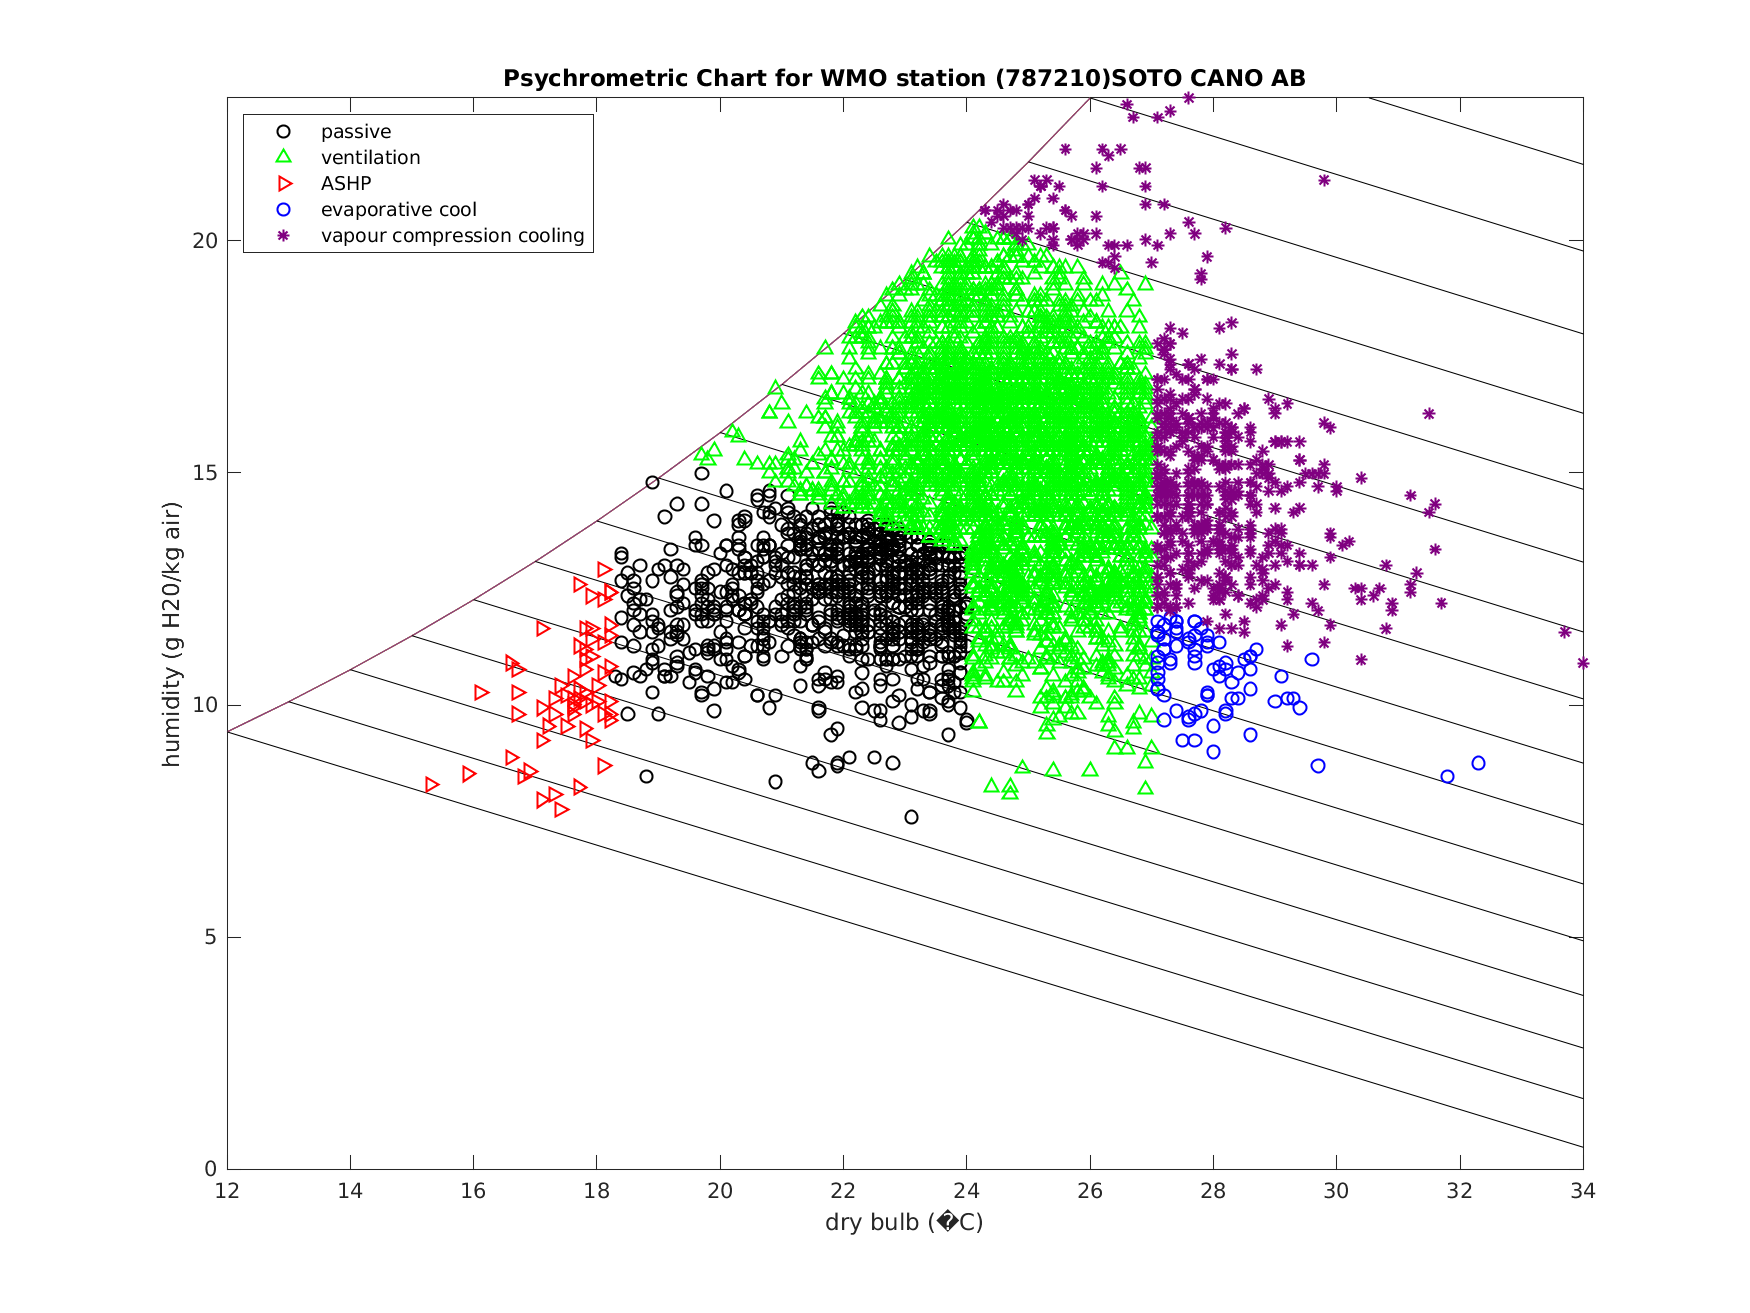 Psychrometric Chart for WMO station (787210)SOTO CANO AB
passive
ventilation
ASHP
evaporative cool
vapour compression cooling
humidity (g H20/kg air)
20
15
10
5
0
12 14 16 18 20 22 24 26 28 30 32 34
dry bulb (�C)